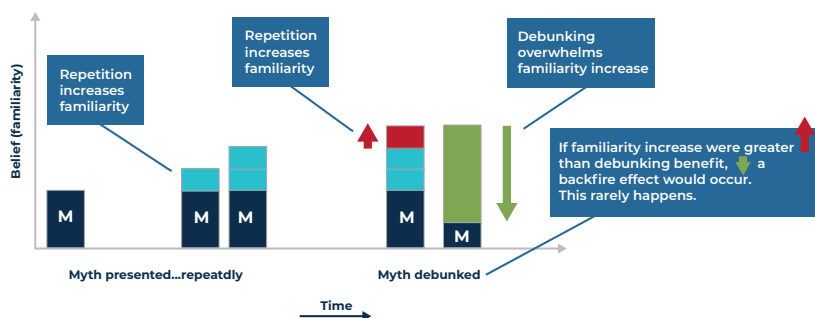 Belief (familiarity)
Repetition
increases
familiarity
Repetition
increases
familiarity
Debunking
overwhelms
familiarity increase
If familiarity increase were greater
than debunking benefit, a
backfire effect would occur.
This rarely happens.
M
M
M
M
M
Myth presented...repeatdly
Myth debunked
Time